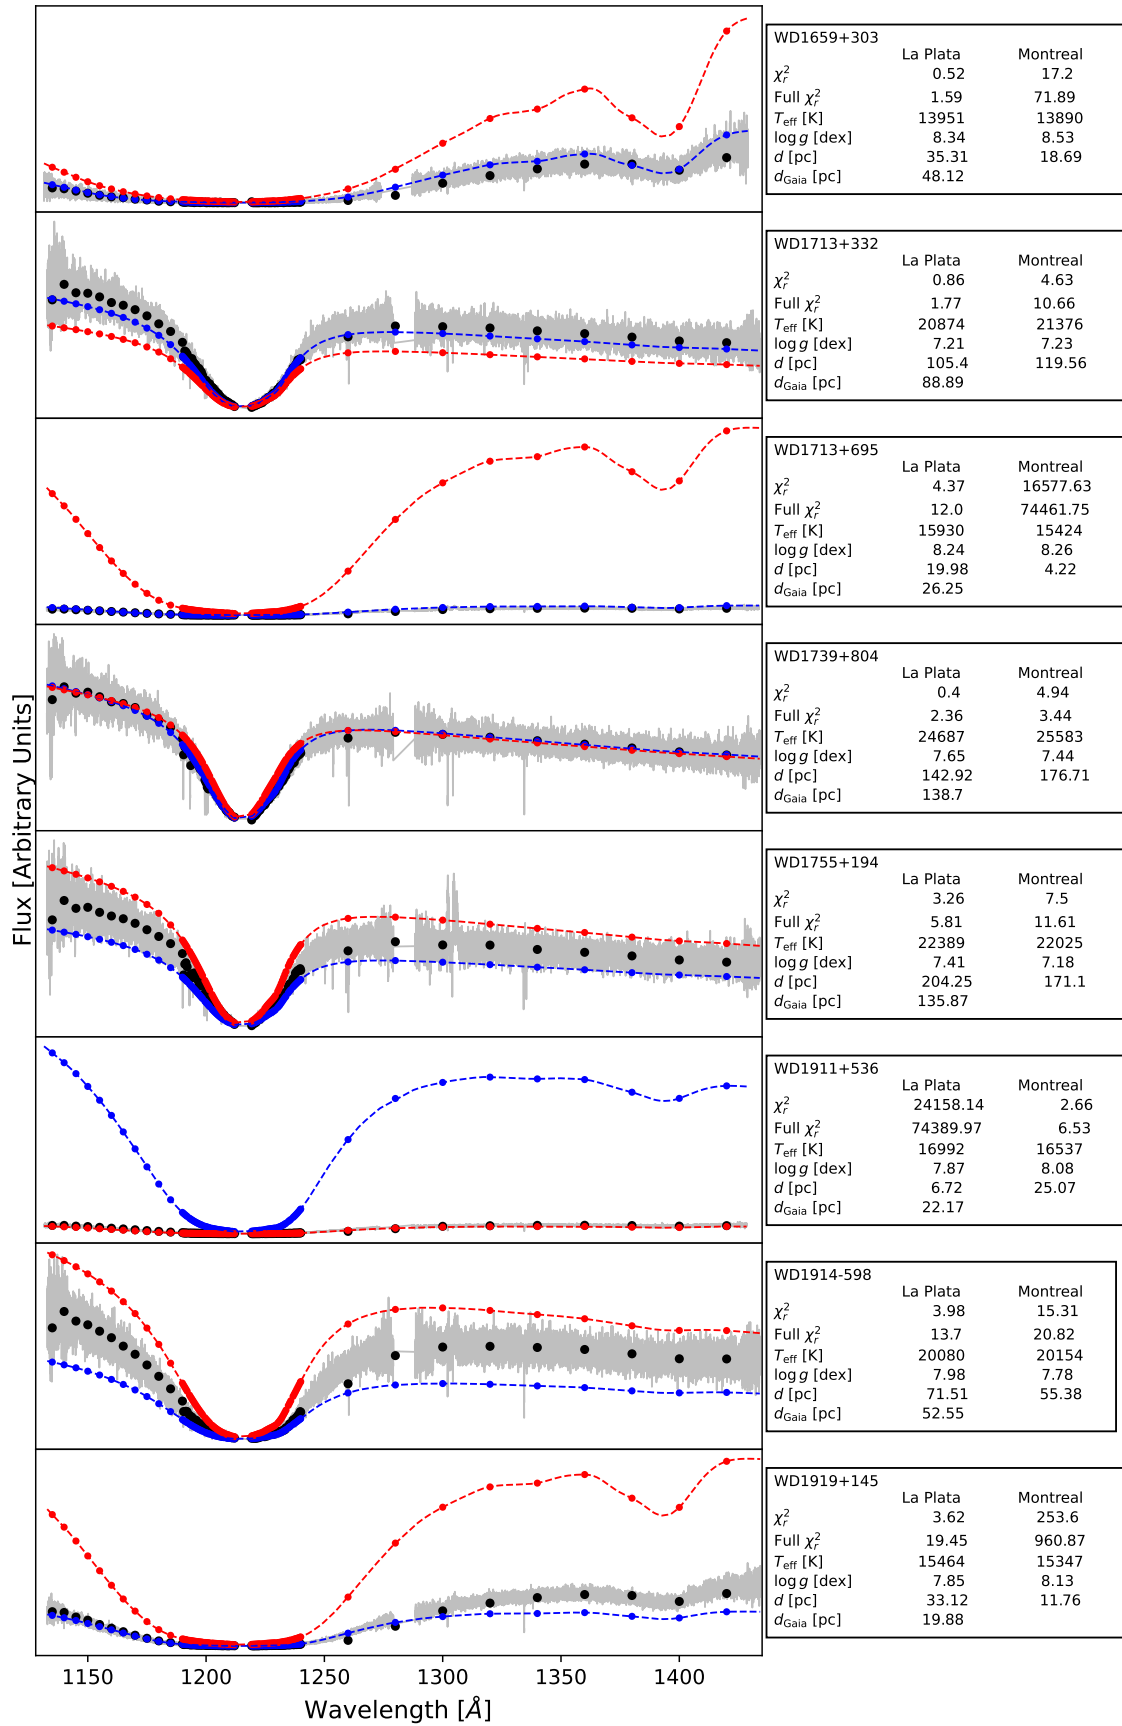 WD1659+303
La Plata Montreal
χ²ᵣ 0.52 17.2
Full χ²ᵣ 1.59 71.89
Teff [K] 13951 13890
log g [dex] 8.34 8.53
d [pc] 35.31 18.69
dGaia [pc] 48.12
WD1713+332
La Plata Montreal
χ²ᵣ 0.86 4.63
Full χ²ᵣ 1.77 10.66
Teff [K] 20874 21376
log g [dex] 7.21 7.23
d [pc] 105.4 119.56
dGaia [pc] 88.89
WD1713+695
La Plata Montreal
χ²ᵣ 4.37 16577.63
Full χ²ᵣ 12.0 74461.75
Teff [K] 15930 15424
log g [dex] 8.24 8.26
d [pc] 19.98 4.22
dGaia [pc] 26.25
WD1739+804
La Plata Montreal
χ²ᵣ 0.4 4.94
Full χ²ᵣ 2.36 3.44
Teff [K] 24687 25583
log g [dex] 7.65 7.44
d [pc] 142.92 176.71
dGaia [pc] 138.7
WD1755+194
La Plata Montreal
χ²ᵣ 3.26 7.5
Full χ²ᵣ 5.81 11.61
Teff [K] 22389 22025
log g [dex] 7.41 7.18
d [pc] 204.25 171.1
dGaia [pc] 135.87
WD1911+536
La Plata Montreal
χ²ᵣ 24158.14 2.66
Full χ²ᵣ 74389.97 6.53
Teff [K] 16992 16537
log g [dex] 7.87 8.08
d [pc] 6.72 25.07
dGaia [pc] 22.17
WD1914-598
La Plata Montreal
χ²ᵣ 3.98 15.31
Full χ²ᵣ 13.7 20.82
Teff [K] 20080 20154
log g [dex] 7.98 7.78
d [pc] 71.51 55.38
dGaia [pc] 52.55
WD1919+145
La Plata Montreal
χ²ᵣ 3.62 253.6
Full χ²ᵣ 19.45 960.87
Teff [K] 15464 15347
log g [dex] 7.85 8.13
d [pc] 33.12 11.76
dGaia [pc] 19.88
Flux [Arbitrary Units]
1150 1200 1250 1300 1350 1400
Wavelength [Å]